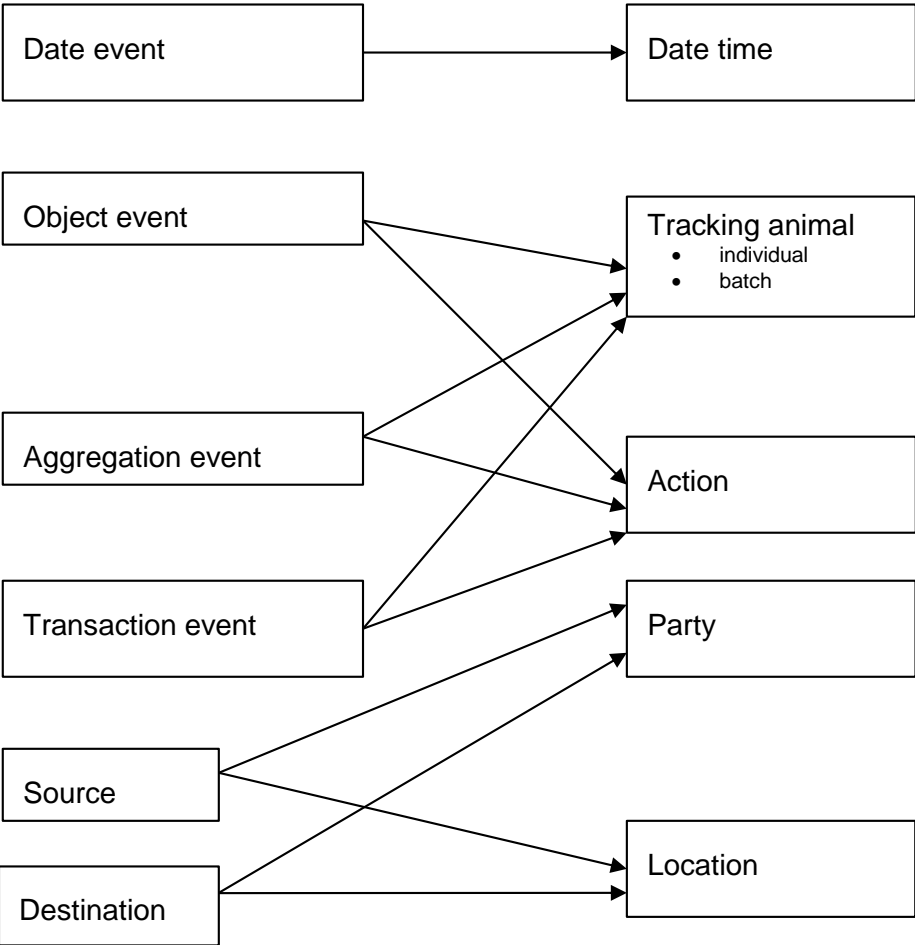 Date event
Date time
Object event
Tracking animal
• individual
• batch
Aggregation event
Action
Transaction event
Party
Source
Location
Destination